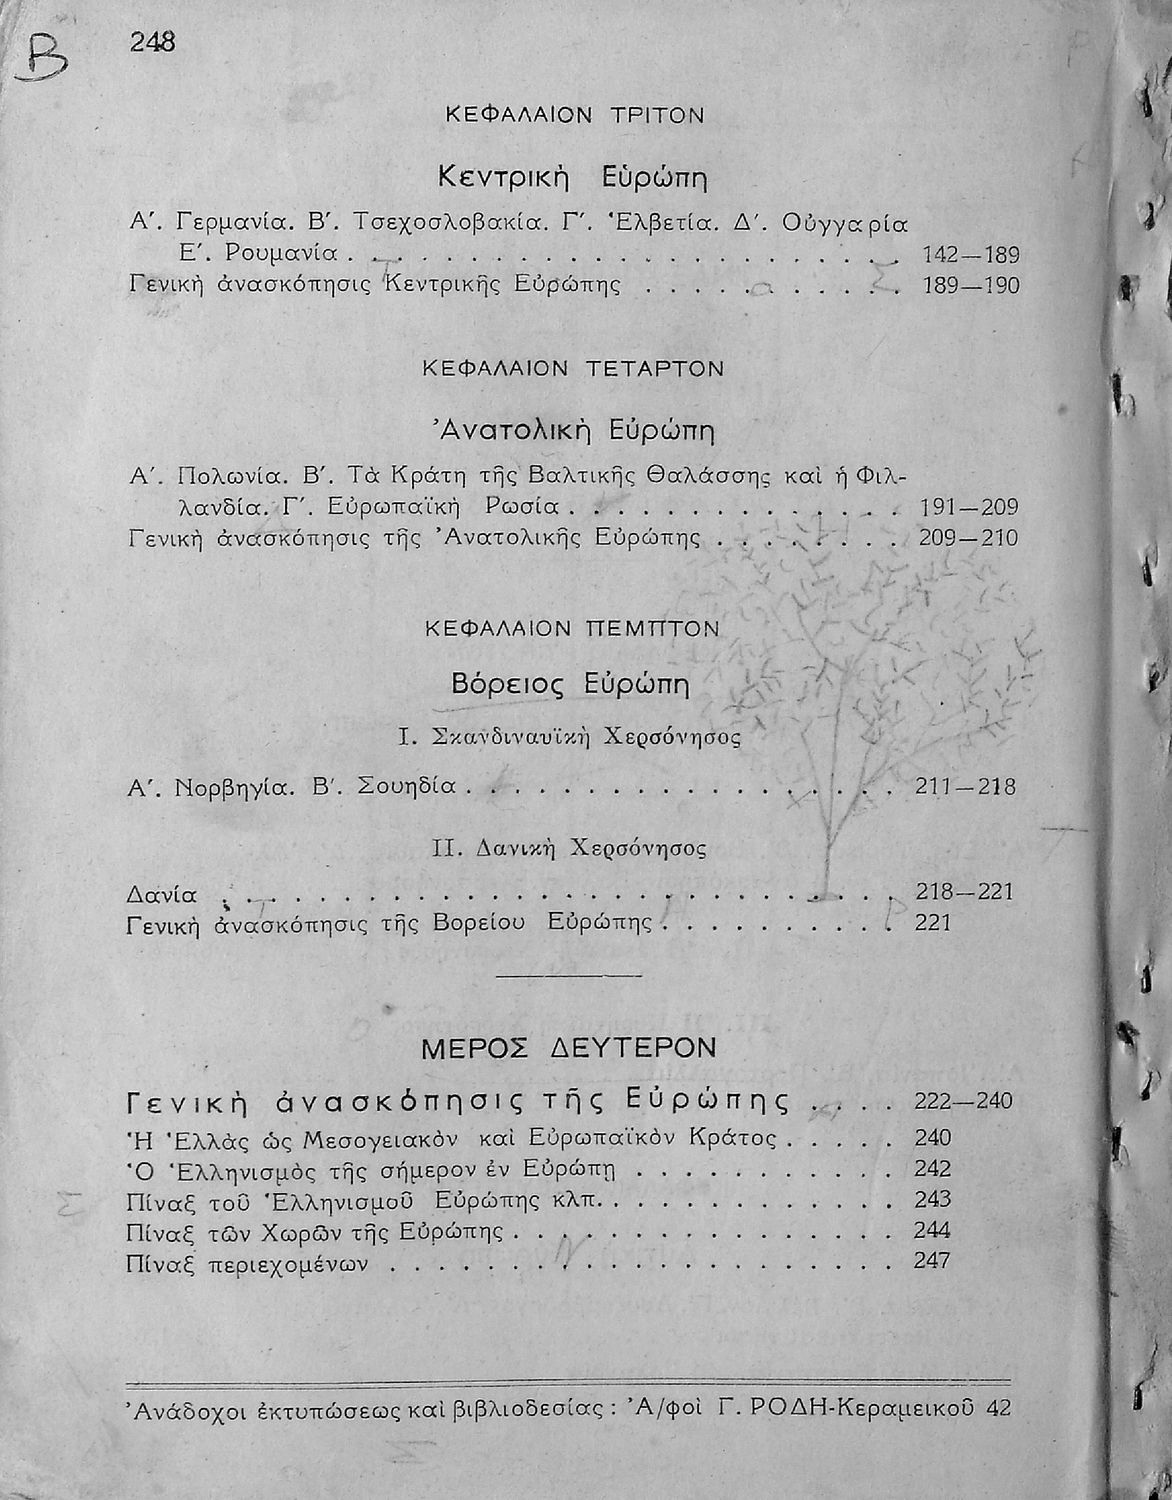 B
248
ΚΕΦΑΛΑΙΟΝ ΤΡΙΤΟΝ
Κεντρικὴ Εὐρώπη
Α΄. Γερμανία. Β΄. Τσεχοσλοβακία. Γ΄. Ἑλβετία. Δ΄. Οὐγγαρία
Ε΄. Ρουμανία . . . . . . . . . . . . . . . . . . . . . . . 142—189
Γενικὴ ἀνασκόπησις Κεντρικῆς Εὐρώπης . . . . . . . . . . . 189—190
ΚΕΦΑΛΑΙΟΝ ΤΕΤΑΡΤΟΝ
Ἀνατολικὴ Εὐρώπη
Α΄. Πολωνία. Β΄. Τὰ Κράτη τῆς Βαλτικῆς Θαλάσσης καὶ ἡ Φιλ-
λανδία. Γ΄. Εὐρωπαϊκὴ Ρωσία . . . . . . . . . . . . . . 191—209
Γενικὴ ἀνασκόπησις τῆς Ἀνατολικῆς Εὐρώπης . . . . . . . . 209—210
ΚΕΦΑΛΑΙΟΝ ΠΕΜΠΤΟΝ
Βόρειος Εὐρώπη
Ι. Σκανδιναυϊκὴ Χερσόνησος
Α΄. Νορβηγία. Β΄. Σουηδία . . . . . . . . . . . . . . . . . . 211—218
ΙΙ. Δανικὴ Χερσόνησος
Δανία . . . . . . . . . . . . . . . . . . . . . . . . . . . . 218—221
Γενικὴ ἀνασκόπησις τῆς Βορείου Εὐρώπης . . . . . . . . . . 221
ΜΕΡΟΣ ΔΕΥΤΕΡΟΝ
Γενικὴ ἀνασκόπησις τῆς Εὐρώπης . . . . 222—240
Ἡ Ἑλλὰς ὡς Μεσογειακὸν καὶ Εὐρωπαϊκὸν Κράτος . . . . . 240
Ὁ Ἑλληνισμὸς τῆς σήμερον ἐν Εὐρώπῃ . . . . . . . . . . . 242
Πίναξ τοῦ Ἑλληνισμοῦ Εὐρώπης κλπ. . . . . . . . . . . . . 243
Πίναξ τῶν Χωρῶν τῆς Εὐρώπης . . . . . . . . . . . . . . . . 244
Πίναξ περιεχομένων . . . . . . . . . . . . . . . . . . . . . 247
Ἀνάδοχοι ἐκτυπώσεως καὶ βιβλιοδεσίας : Ἀ/φοὶ Γ. ΡΟΔΗ-Κεραμεικοῦ 42